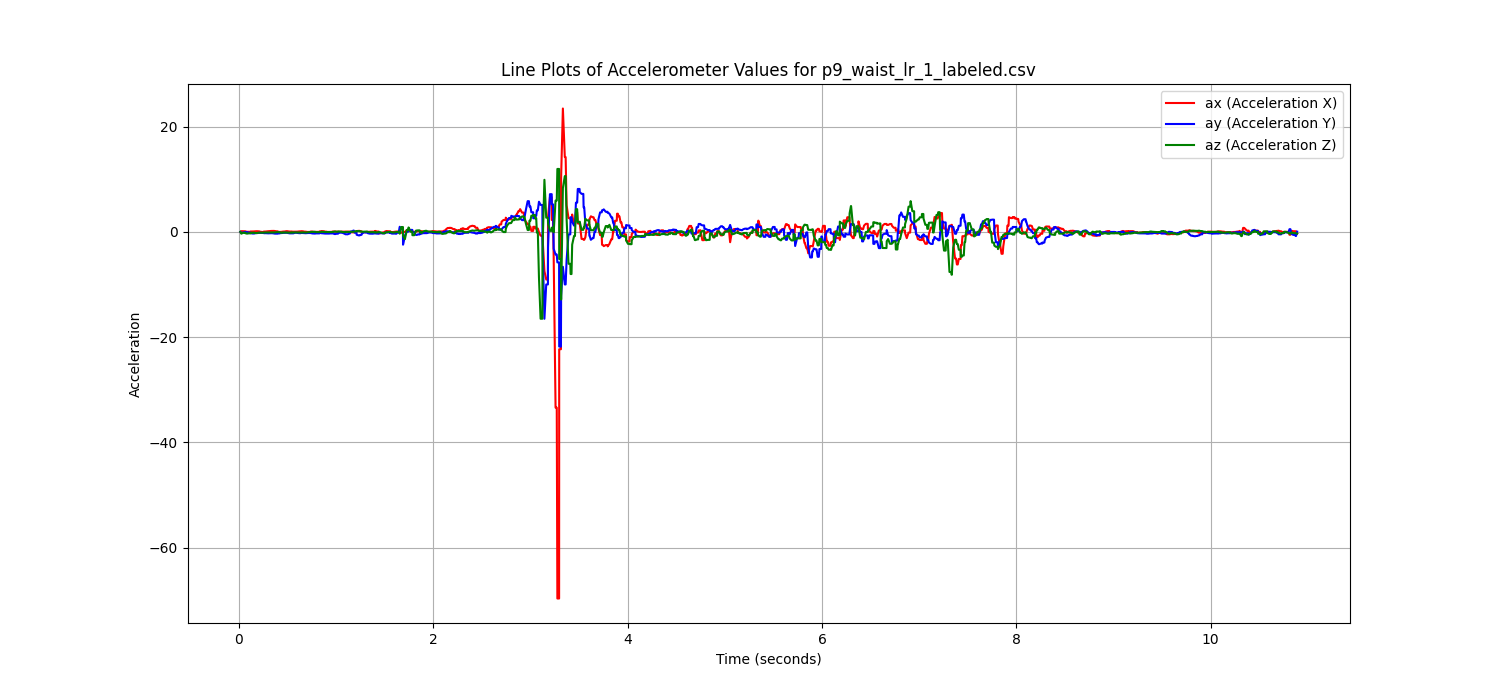 Line Plots of Accelerometer Values for p9_waist_lr_1_labeled.csv
ax (Acceleration X)
ay (Acceleration Y)
az (Acceleration Z)
20
0
−20
−40
−60
Acceleration
0 2 4 6 8 10
Time (seconds)